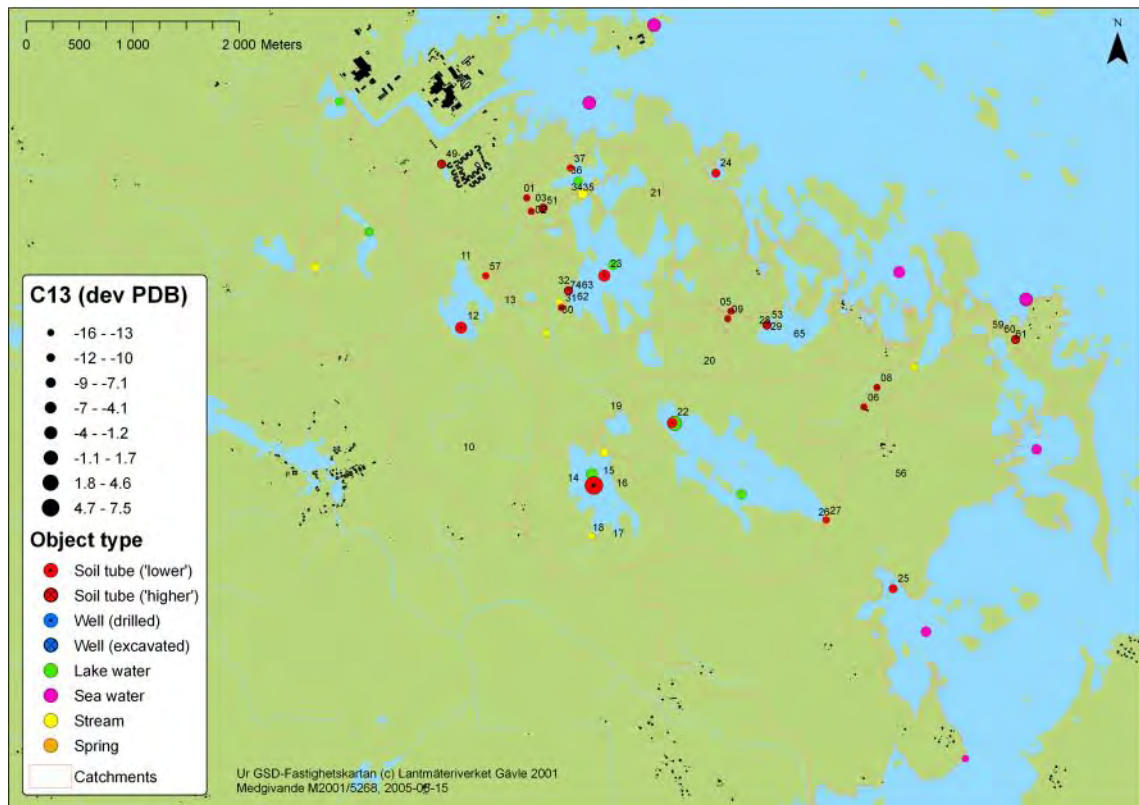 0 500 1 000 2 000 Meters
N
49
37
36
3435
24
21
01
03
51
02
11
57
13
12
23
32
7463
31 62
05
09
53
28
29
65
59
60
61
20
08
06
19
22
10
14
15
16
56
18
17
26 27
25
C13 (dev PDB)
-16 - -13
-12 - -10
-9 - -7.1
-7 - -4.1
-4 - -1.2
-1.1 - 1.7
1.8 - 4.6
4.7 - 7.5
Object type
Soil tube ('lower')
Soil tube ('higher')
Well (drilled)
Well (excavated)
Lake water
Sea water
Stream
Spring
Catchments
Ur GSD-Fastighetskartan (c) Lantmäteriverket Gävle 2001
Medgivande M2001/5268, 2005-05-15